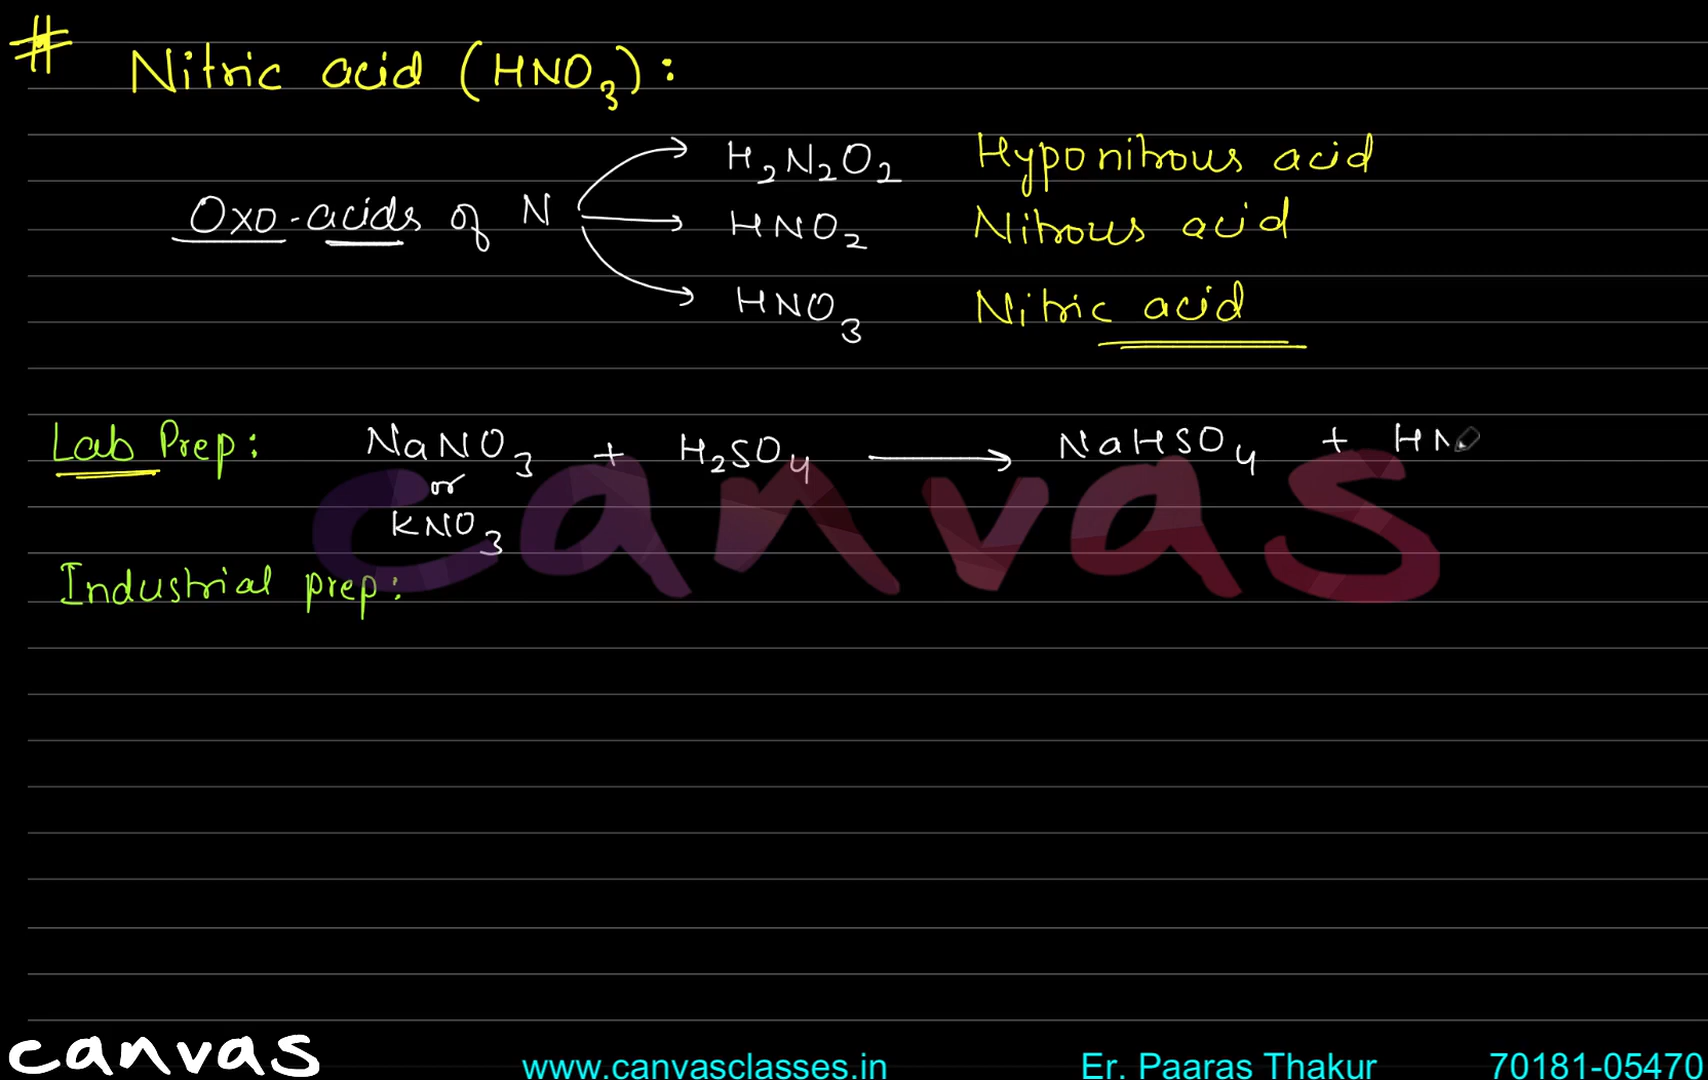 # Nitric acid (HNO3):
H2N2O2 Hyponitrous acid
Oxo-acids of N HNO2 Nitrous acid
HNO3 Nitric acid
Lab Prep: NaNO3 + H2SO4 → NaHSO4 + HN
or
KNO3
Industrial prep:
canvas
canvas www.canvasclasses.in Er. Paaras Thakur 70181-05470